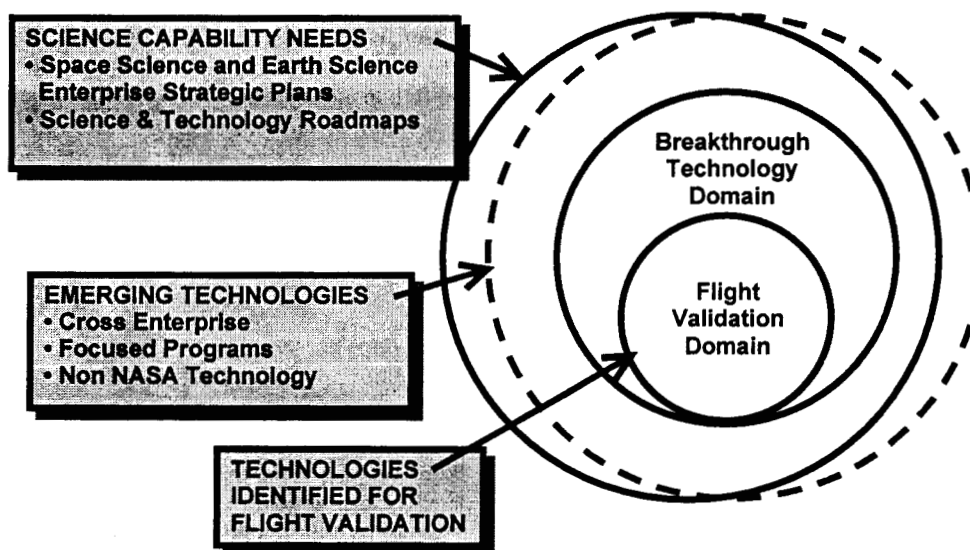 SCIENCE CAPABILITY NEEDS
• Space Science and Earth Science
Enterprise Strategic Plans
• Science & Technology Roadmaps
EMERGING TECHNOLOGIES
• Cross Enterprise
• Focused Programs
• Non NASA Technology
TECHNOLOGIES
IDENTIFIED FOR
FLIGHT VALIDATION
Breakthrough
Technology
Domain
Flight
Validation
Domain